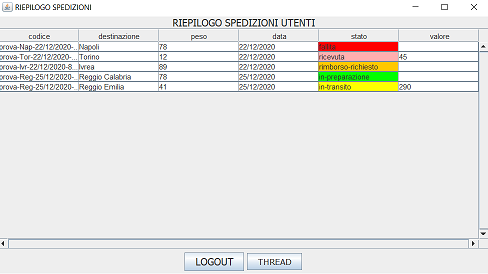 RIEPILOGO SPEDIZIONI
RIEPILOGO SPEDIZIONI UTENTI
codice destinazione peso data stato valore
prova-Nap-22/12/2020-... Napoli 78 22/12/2020
prova-Tor-22/12/2020-... Torino 12 22/12/2020 ricevuta 45
prova-Ivr-22/12/2020-8... Ivrea 89 22/12/2020 rimborso-richiesto
prova-Reg-25/12/2020-... Reggio Calabria 78 25/12/2020 in-preparazione
prova-Reg-25/12/2020-... Reggio Emilia 41 25/12/2020 in-transito 290
LOGOUT THREAD